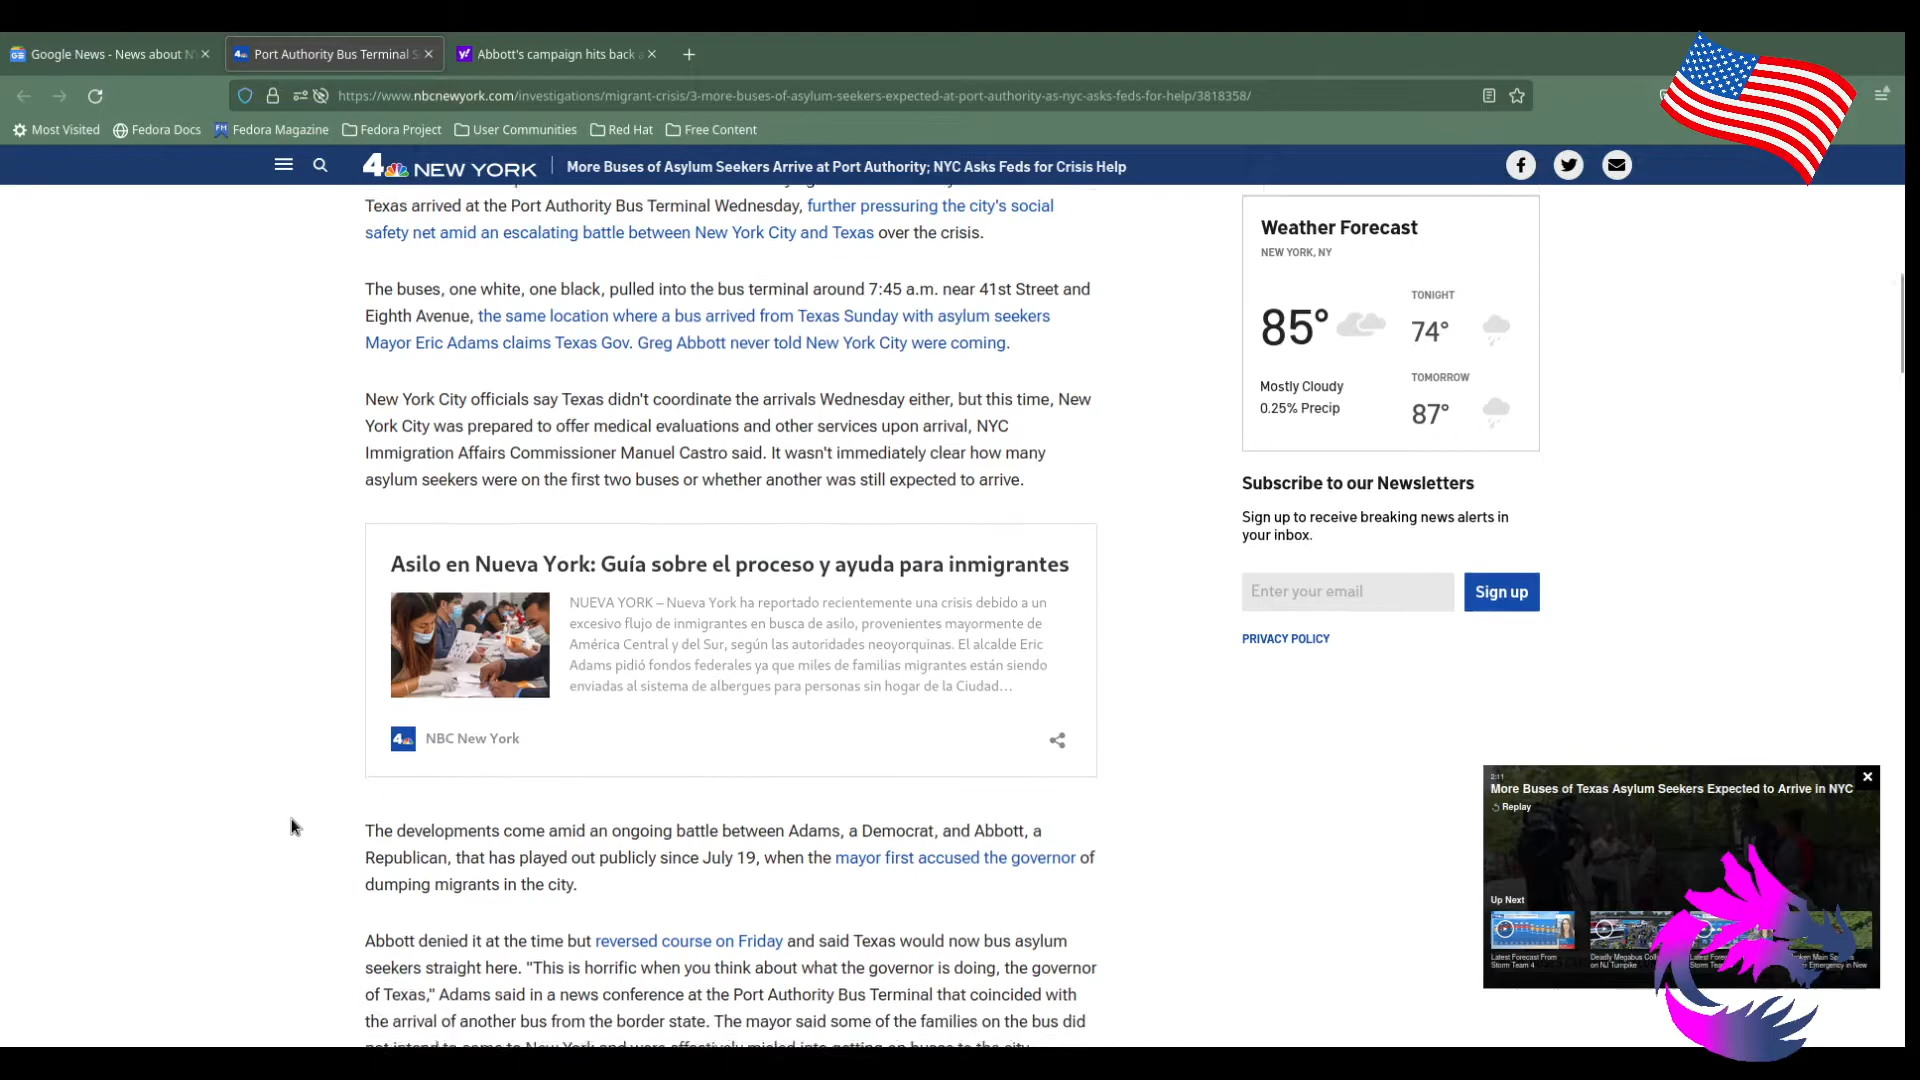 Google News - News about N
Port Authority Bus Terminal S
Abbott's campaign hits back a
https://www.nbcnewyork.com/investigations/migrant-crisis/3-more-buses-of-asylum-seekers-expected-at-port-authority-as-nyc-asks-feds-for-help/3818358/
Most Visited
Fedora Docs
Fedora Magazine
Fedora Project
User Communities
Red Hat
Free Content
4 NEW YORK
More Buses of Asylum Seekers Arrive at Port Authority; NYC Asks Feds for Crisis Help
Texas arrived at the Port Authority Bus Terminal Wednesday, further pressuring the city's social
safety net amid an escalating battle between New York City and Texas over the crisis.
The buses, one white, one black, pulled into the bus terminal around 7:45 a.m. near 41st Street and
Eighth Avenue, the same location where a bus arrived from Texas Sunday with asylum seekers
Mayor Eric Adams claims Texas Gov. Greg Abbott never told New York City were coming.
New York City officials say Texas didn't coordinate the arrivals Wednesday either, but this time, New
York City was prepared to offer medical evaluations and other services upon arrival, NYC
Immigration Affairs Commissioner Manuel Castro said. It wasn't immediately clear how many
asylum seekers were on the first two buses or whether another was still expected to arrive.
Asilo en Nueva York: Guía sobre el proceso y ayuda para inmigrantes
NUEVA YORK – Nueva York ha reportado recientemente una crisis debido a un
excesivo flujo de inmigrantes en busca de asilo, provenientes mayormente de
América Central y del Sur, según las autoridades neoyorquinas. El alcalde Eric
Adams pidió fondos federales ya que miles de familias migrantes están siendo
enviadas al sistema de albergues para personas sin hogar de la Ciudad...
NBC New York
The developments come amid an ongoing battle between Adams, a Democrat, and Abbott, a
Republican, that has played out publicly since July 19, when the mayor first accused the governor of
dumping migrants in the city.
Abbott denied it at the time but reversed course on Friday and said Texas would now bus asylum
seekers straight here. "This is horrific when you think about what the governor is doing, the governor
of Texas," Adams said in a news conference at the Port Authority Bus Terminal that coincided with
the arrival of another bus from the border state. The mayor said some of the families on the bus did
not intend to come to New York and were effectively misled into getting on buses to the city.
Weather Forecast
NEW YORK, NY
85°
TONIGHT
74°
TOMORROW
87°
Mostly Cloudy
0.25% Precip
Subscribe to our Newsletters
Sign up to receive breaking news alerts in
your inbox.
Enter your email
Sign up
PRIVACY POLICY
2:11
More Buses of Texas Asylum Seekers Expected to Arrive in NYC
Replay
Up Next
Latest Forecast From
Storm Team 4
Deadly Megabus Col
on NJ Turnpike
Latest Fore
Storm Tea
oken Main Sp
Emergency in New